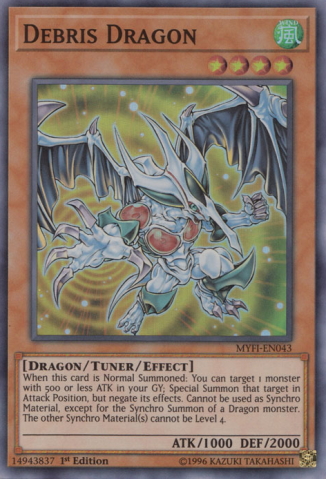 DEBRIS DRAGON
WIND
風
MYFI-EN043
[DRAGON/TUNER/EFFECT]
When this card is Normal Summoned: You can target 1 monster
with 500 or less ATK in your GY; Special Summon that target in
Attack Position, but negate its effects. Cannot be used as Synchro
Material, except for the Synchro Summon of a Dragon monster.
The other Synchro Material(s) cannot be Level 4.
ATK/1000 DEF/2000
14943837 1st Edition ©1996 KAZUKI TAKAHASHI